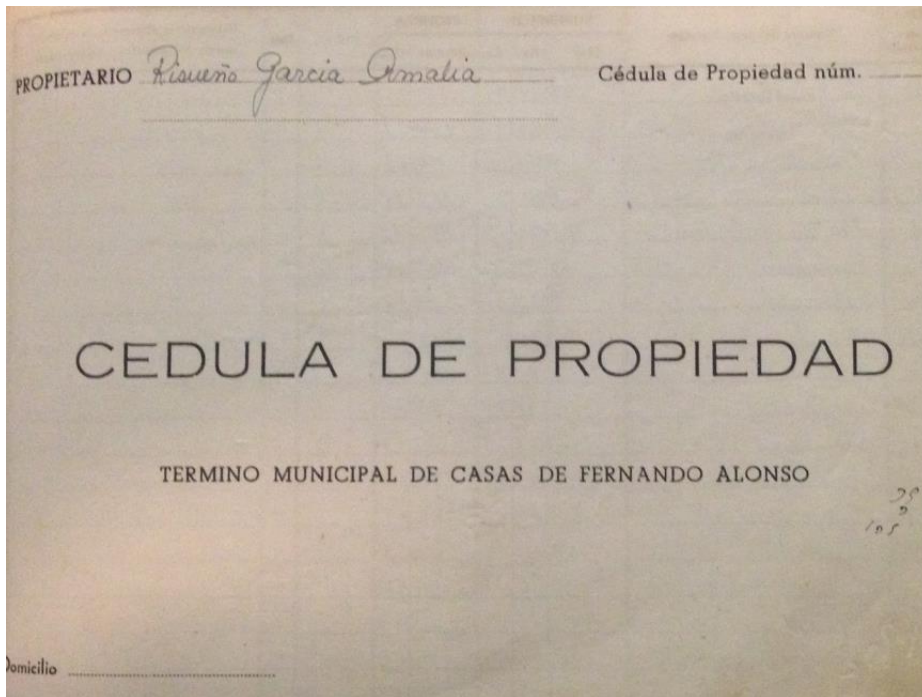 PROPIETARIO Risueño Garcia Amalia Cédula de Propiedad núm.
CEDULA DE PROPIEDAD
TERMINO MUNICIPAL DE CASAS DE FERNANDO ALONSO
Domicilio